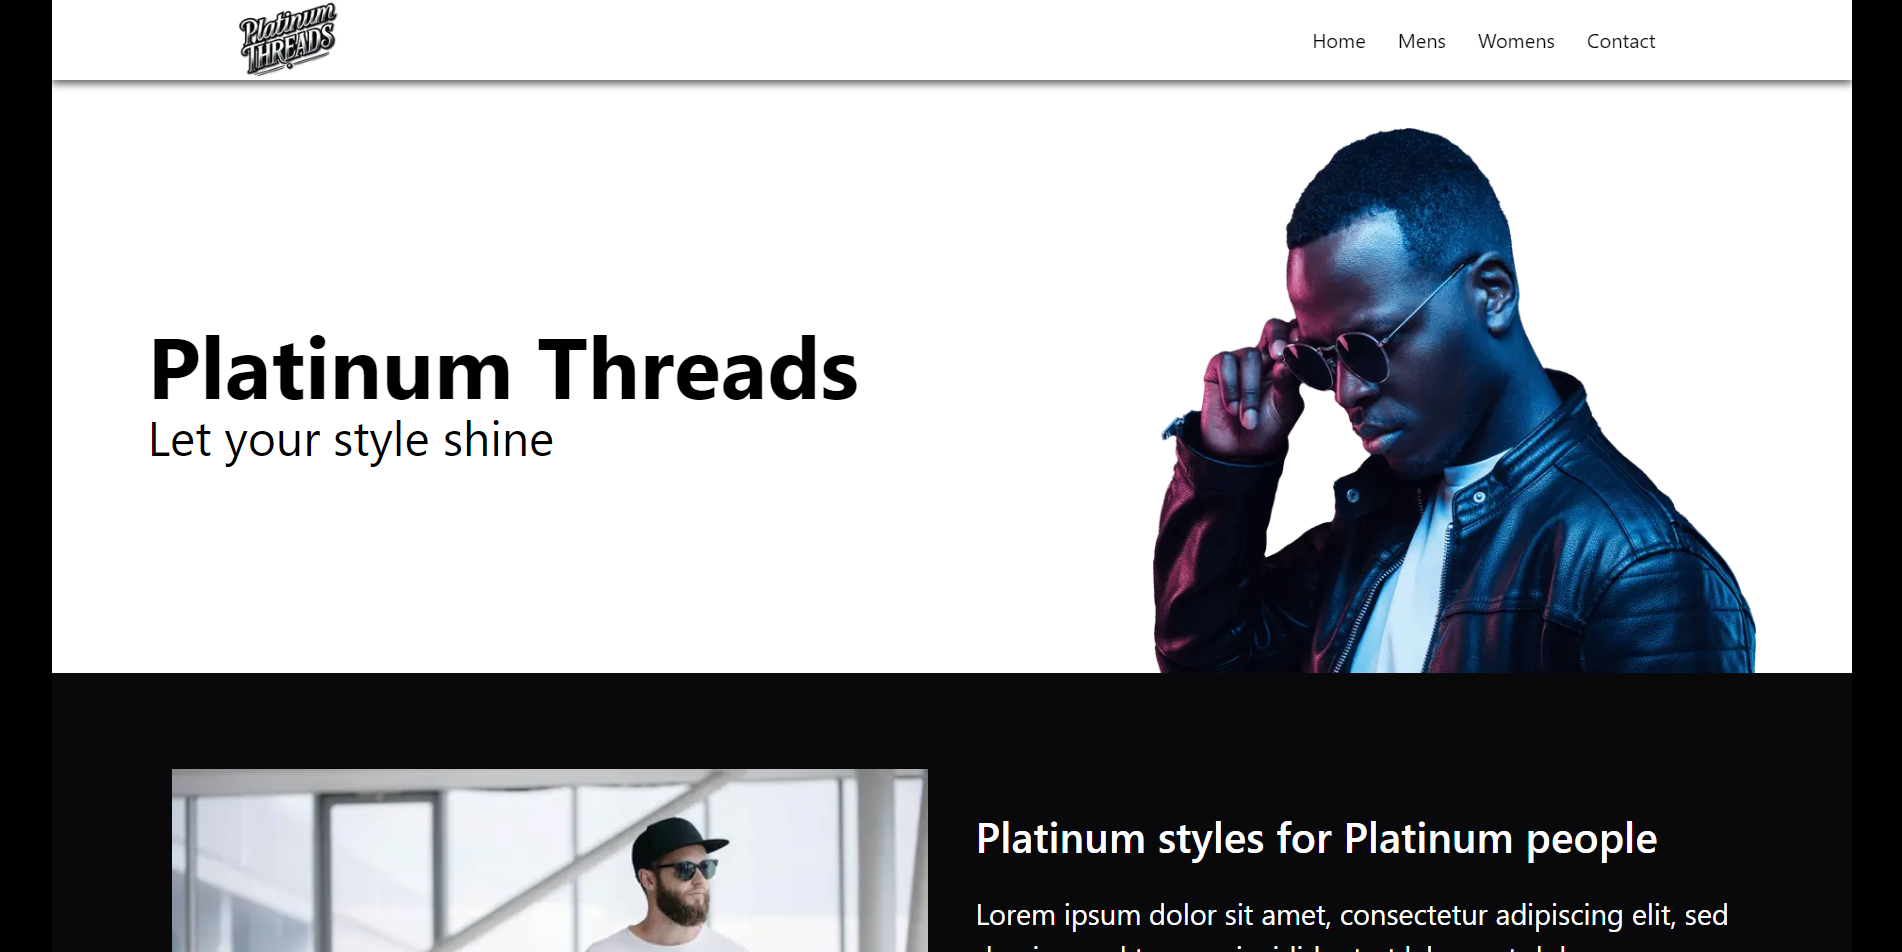 Platinum
THREADS
Home Mens Womens Contact
Platinum Threads
Let your style shine
Platinum styles for Platinum people
Lorem ipsum dolor sit amet, consectetur adipiscing elit, sed